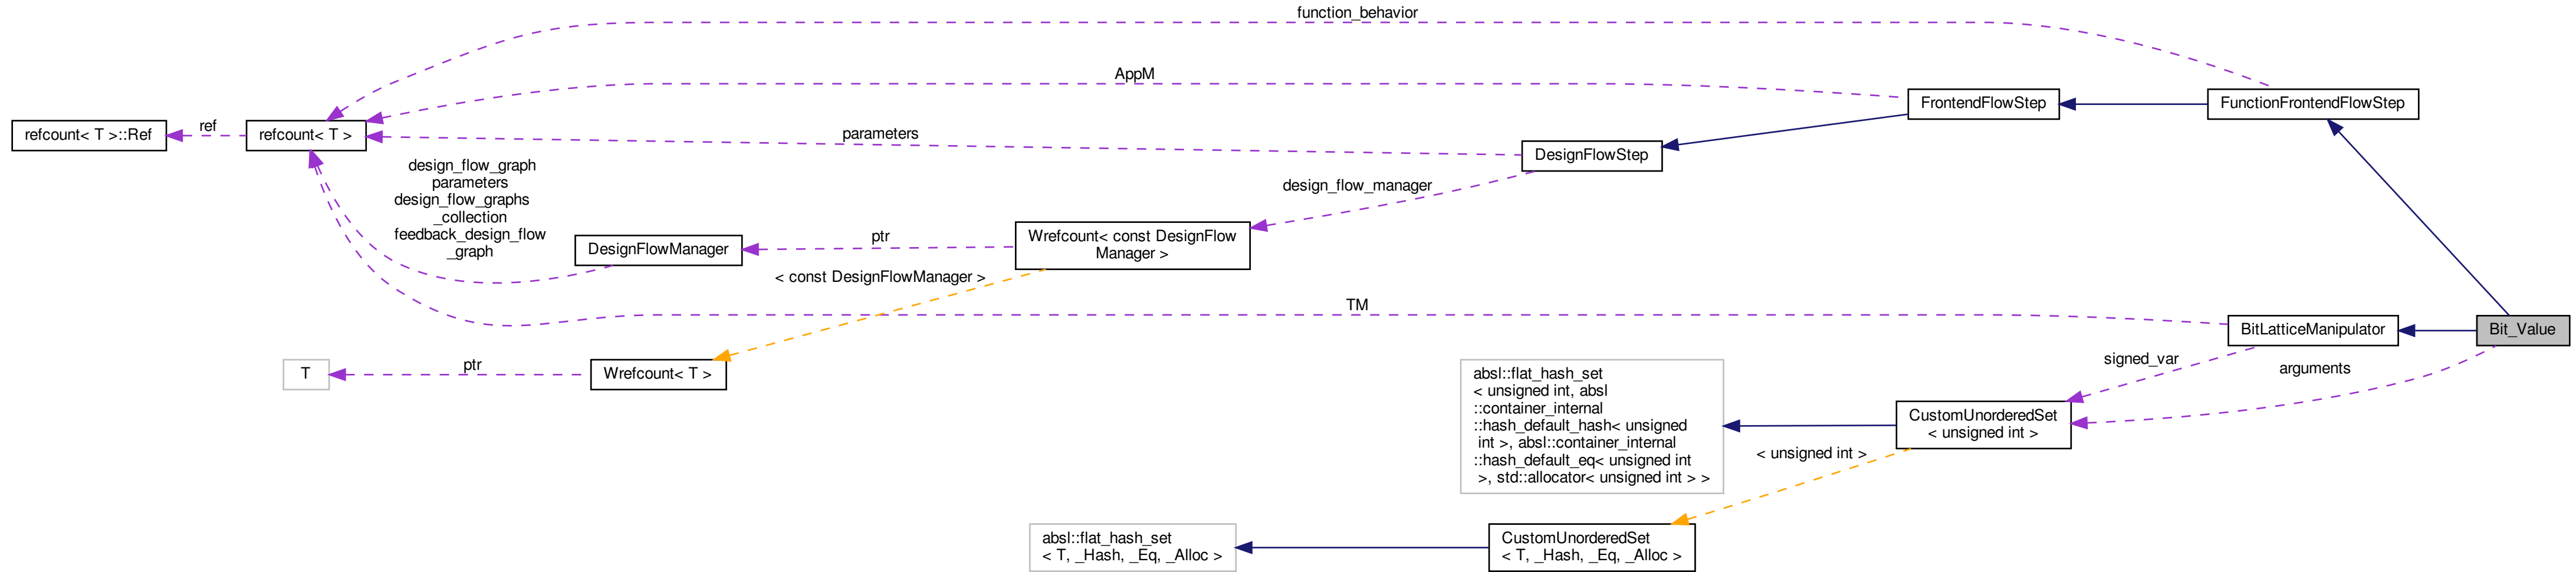 function_behavior
AppM
FrontendFlowStep
FunctionFrontendFlowStep
refcount< T >::Ref
ref
refcount< T >
parameters
DesignFlowStep
design_flow_graph
parameters
design_flow_graphs
_collection
feedback_design_flow
_graph
design_flow_manager
DesignFlowManager
ptr
Wrefcount< const DesignFlow
Manager >
< const DesignFlowManager >
TM
BitLatticeManipulator
Bit_Value
T
ptr
Wrefcount< T >
signed_var
arguments
absl::flat_hash_set
< unsigned int, absl
::container_internal
::hash_default_hash< unsigned
int >, absl::container_internal
::hash_default_eq< unsigned int
>, std::allocator< unsigned int > >
CustomUnorderedSet
< unsigned int >
< unsigned int >
absl::flat_hash_set
< T, _Hash, _Eq, _Alloc >
CustomUnorderedSet
< T, _Hash, _Eq, _Alloc >